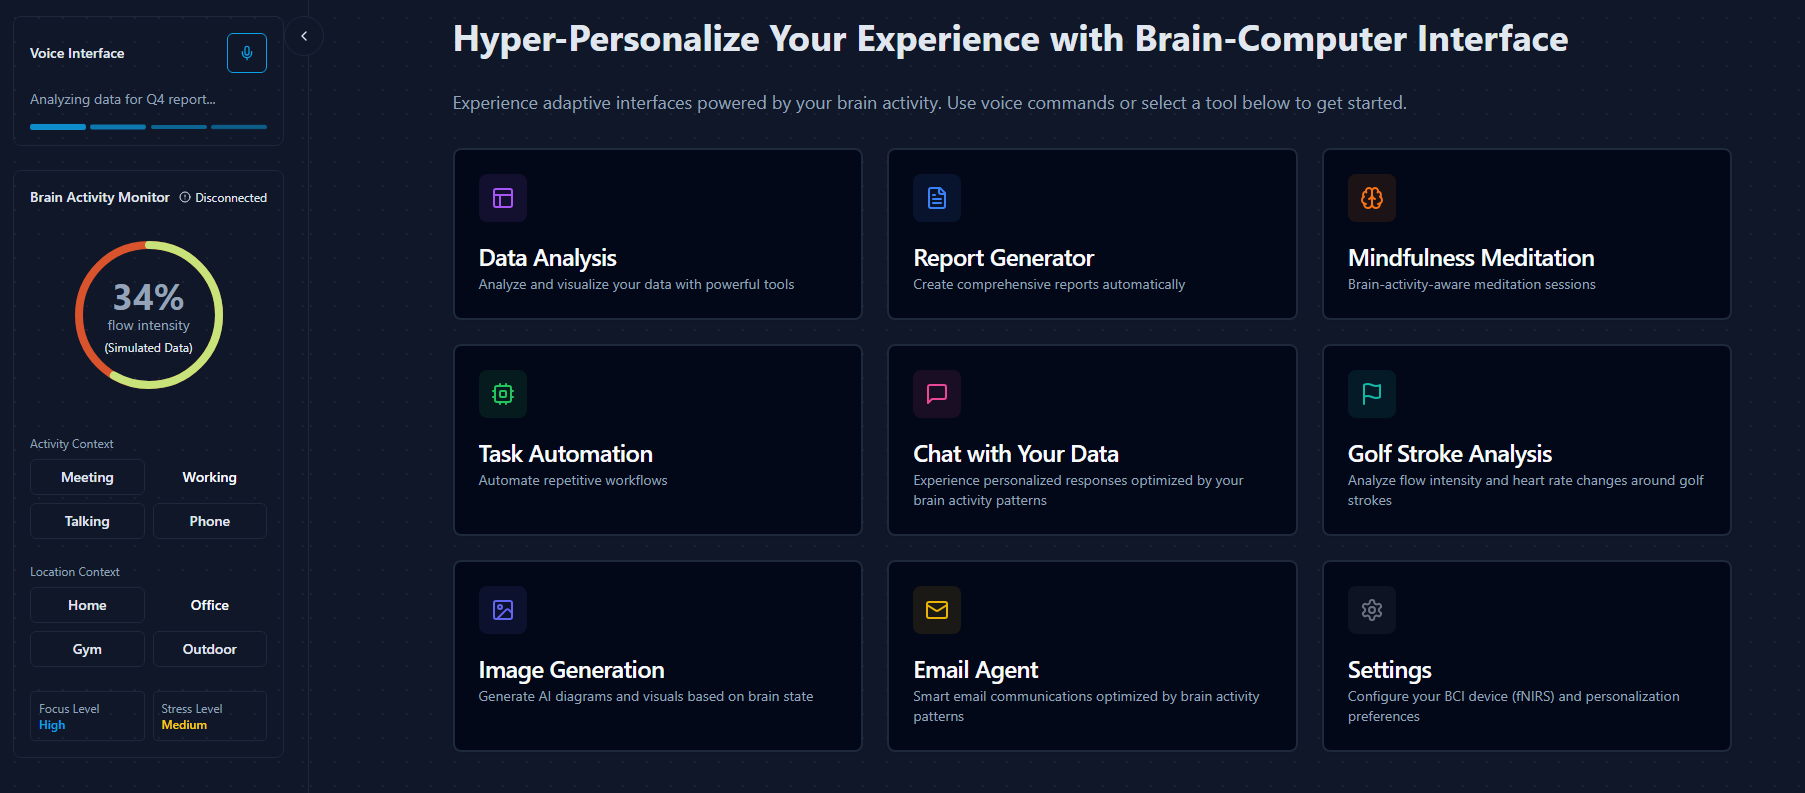 Voice Interface
Analyzing data for Q4 report...
Brain Activity Monitor
Disconnected
34%
flow intensity
(Simulated Data)
Activity Context
Meeting
Working
Talking
Phone
Location Context
Home
Office
Gym
Outdoor
Focus Level
High
Stress Level
Medium
Hyper-Personalize Your Experience with Brain-Computer Interface
Experience adaptive interfaces powered by your brain activity. Use voice commands or select a tool below to get started.
Data Analysis
Analyze and visualize your data with powerful tools
Report Generator
Create comprehensive reports automatically
Mindfulness Meditation
Brain-activity-aware meditation sessions
Task Automation
Automate repetitive workflows
Chat with Your Data
Experience personalized responses optimized by your
brain activity patterns
Golf Stroke Analysis
Analyze flow intensity and heart rate changes around golf
strokes
Image Generation
Generate AI diagrams and visuals based on brain state
Email Agent
Smart email communications optimized by brain activity
patterns
Settings
Configure your BCI device (fNIRS) and personalization
preferences